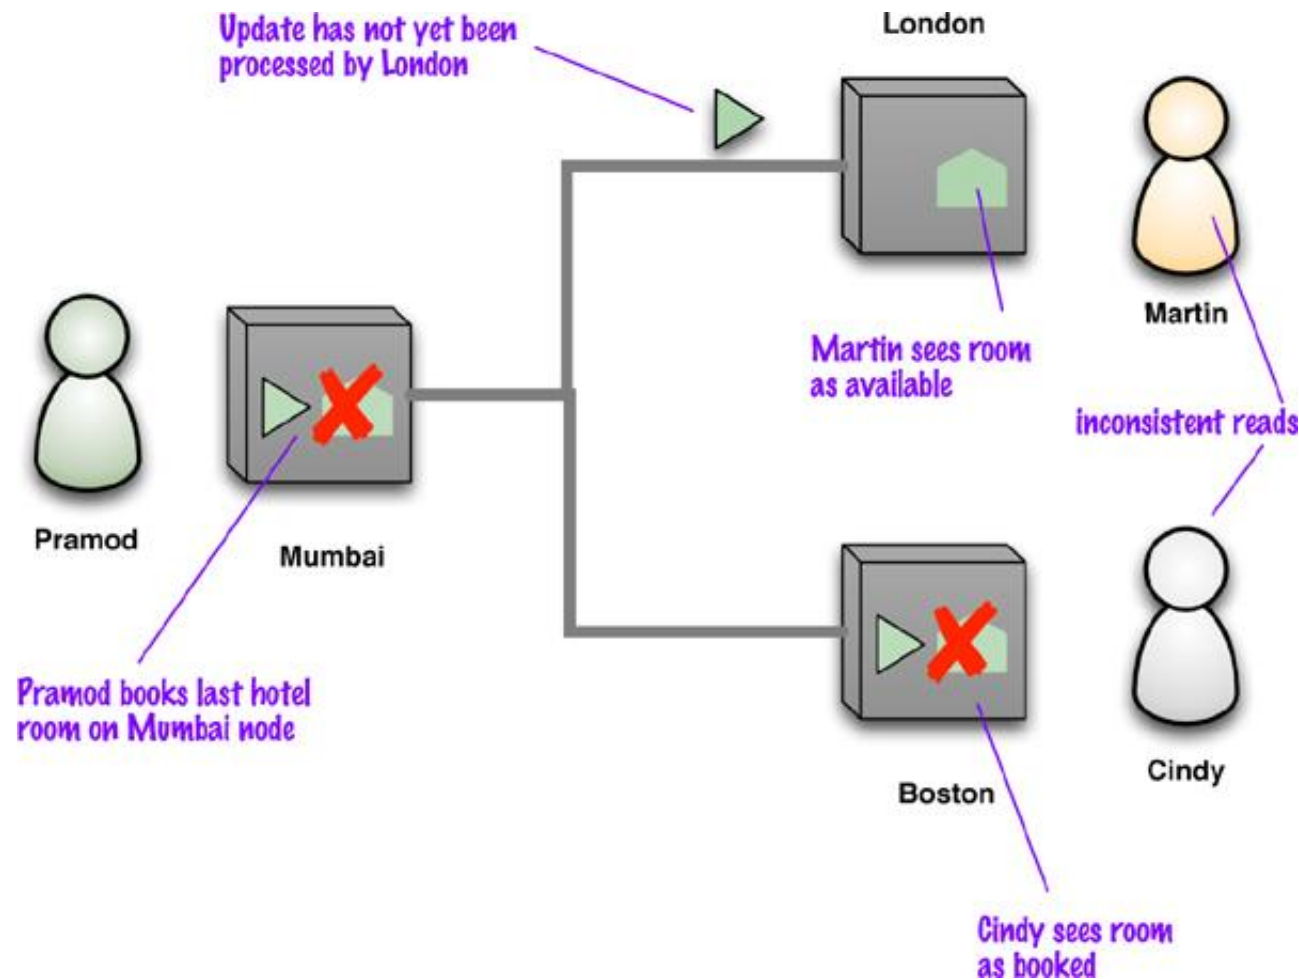 Update has not yet been
processed by London
London
Martin
Martin sees room
as available
inconsistent reads
Pramod
Mumbai
Pramod books last hotel
room on Mumbai node
Boston
Cindy
Cindy sees room
as booked